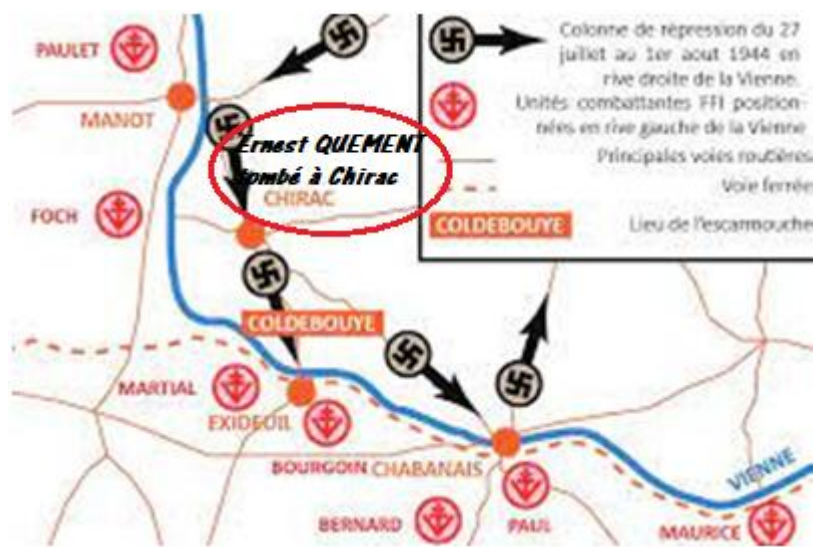 PAULET
MANOT
FOCH
Ernest QUEMENT
tombé à Chirac
CHIRAC
COLDEBOUYE
MARTIAL
EXIDEUIL
BOURGOIN
CHABANAIS
BERNARD
PAUL
MAURICE
VIENNE
Colonne de répression du 27
juillet au 1er aout 1944 en
rive droite de la Vienne.
Unités combattantes FFI position-
nées en rive gauche de la Vienne
Principales voies routières
Voie ferrée
COLDEBOUYE
Lieu de l'escarmouche